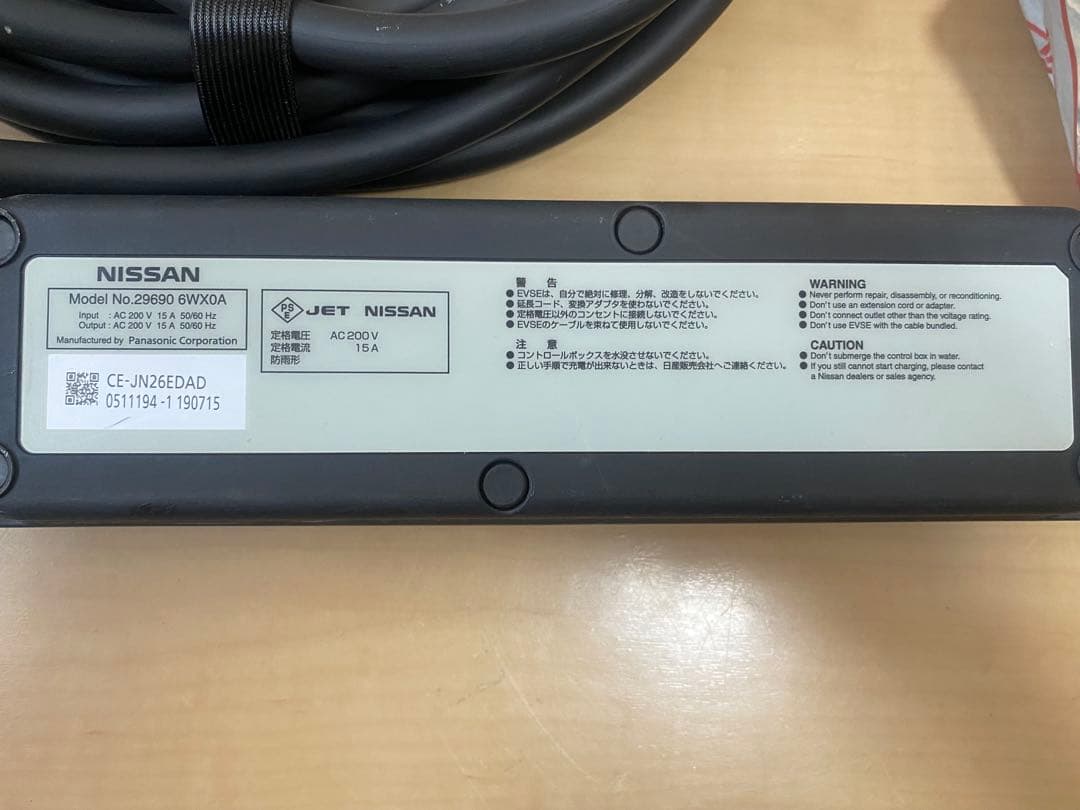 NISSAN
Model No.29690 6WX0A
Input : AC 200 V 15 A 50/60 Hz
Output : AC 200 V 15 A 50/60 Hz
Manufactured by Panasonic Corporation
CE-JN26EDAD
0511194 -1 190715
PS
E
JET NISSAN
定格電圧 AC 200 V
定格電流 15 A
防雨形
警 告
● EVSEは、自分で絶対に修理、分解、改造をしないでください。
● 延長コード、変換アダプタを使わないでください。
● 定格電圧以外のコンセントに接続しないでください。
● EVSEのケーブルを束ねて使用しないでください。
注 意
● コントロールボックスを水没させないでください。
● 正しい手順で充電が出来ないときは、日産販売会社へご連絡ください。
WARNING
● Never perform repair, disassembly, or reconditioning.
● Don't use an extension cord or adapter.
● Don't connect outlet other than the voltage rating.
● Don't use EVSE with the cable bundled.
CAUTION
● Don't submerge the control box in water.
● If you still cannot start charging, please contact
a Nissan dealers or sales agency.